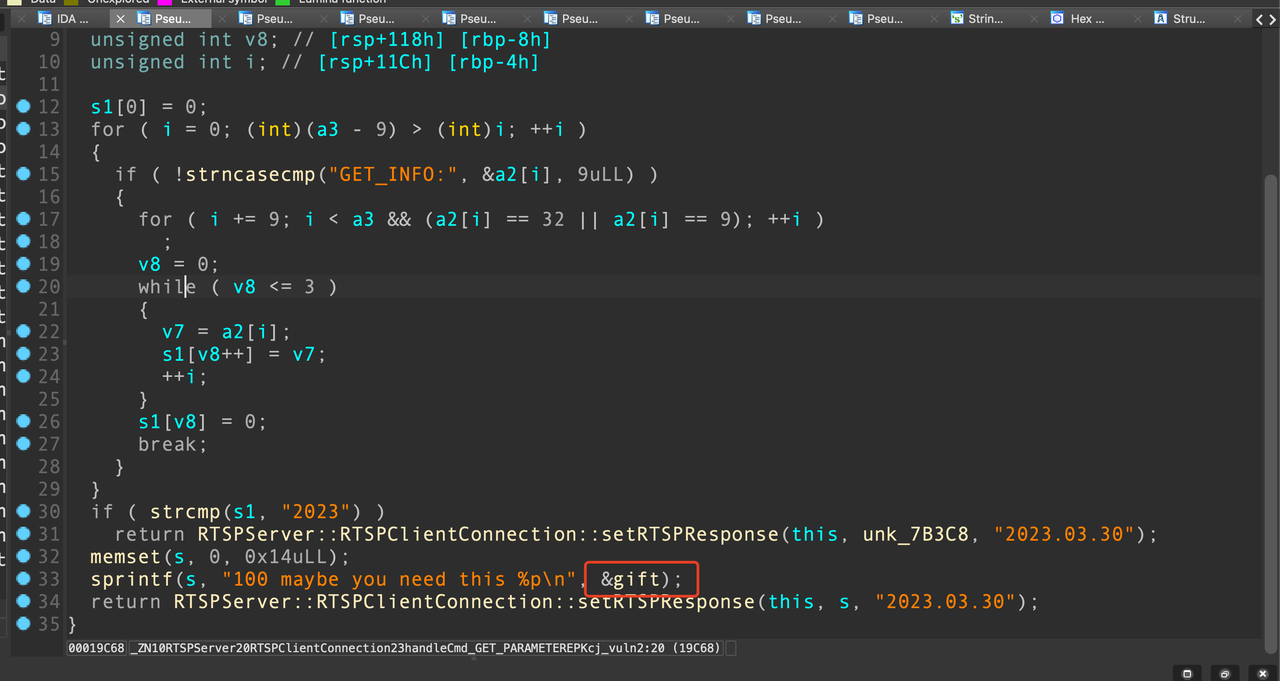 Data Unexplored External symbol Lumina function
IDA ... Pseu... Pseu... Pseu... Pseu... Pseu... Pseu... Pseu... Pseu... Strin... Hex ... Stru...
9 unsigned int v8; // [rsp+118h] [rbp-8h]
10 unsigned int i; // [rsp+11Ch] [rbp-4h]
11
12 s1[0] = 0;
13 for ( i = 0; (int)(a3 - 9) > (int)i; ++i )
14 {
15 if ( !strncasecmp("GET_INFO:", &a2[i], 9uLL) )
16 {
17 for ( i += 9; i < a3 && (a2[i] == 32 || a2[i] == 9); ++i )
18 ;
19 v8 = 0;
20 while ( v8 <= 3 )
21 {
22 v7 = a2[i];
23 s1[v8++] = v7;
24 ++i;
25 }
26 s1[v8] = 0;
27 break;
28 }
29 }
30 if ( strcmp(s1, "2023") )
31 return RTSPServer::RTSPClientConnection::setRTSPResponse(this, unk_7B3C8, "2023.03.30");
32 memset(s, 0, 0x14uLL);
33 sprintf(s, "100 maybe you need this %p\n", &gift);
34 return RTSPServer::RTSPClientConnection::setRTSPResponse(this, s, "2023.03.30");
35 }
00019C68 _ZN10RTSPServer20RTSPClientConnection23handleCmd_GET_PARAMETEREPKcj_vuln2:20 (19C68)